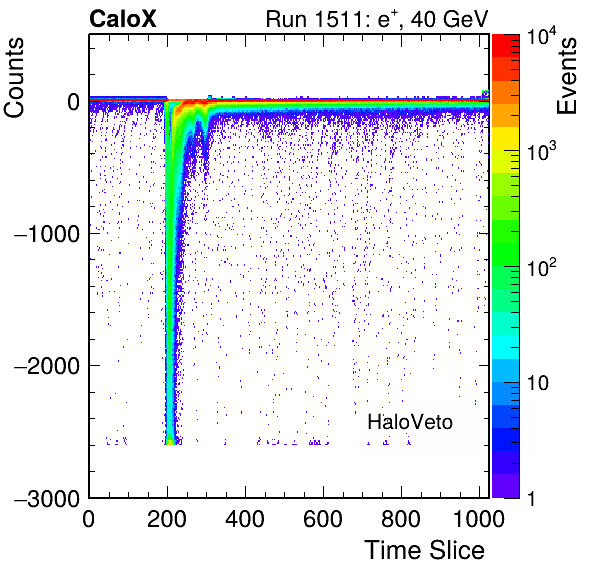 CaloX Run 1511: e⁺, 40 GeV
Counts
Events
0
−1000
−2000
−3000
HaloVeto
0 200 400 600 800 1000
Time Slice
10⁴
10³
10²
10
1